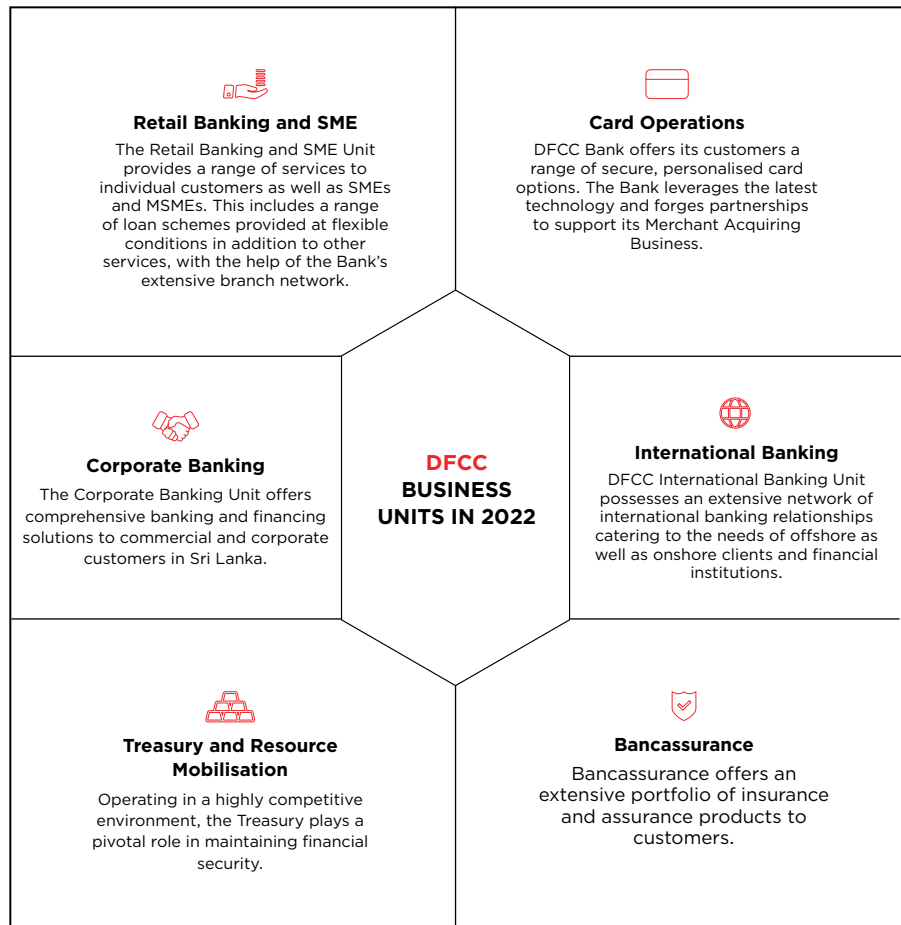 Retail Banking and SME
The Retail Banking and SME Unit
provides a range of services to
individual customers as well as SMEs
and MSMEs. This includes a range
of loan schemes provided at flexible
conditions in addition to other
services, with the help of the Bank's
extensive branch network.
Card Operations
DFCC Bank offers its customers a
range of secure, personalised card
options. The Bank leverages the latest
technology and forges partnerships
to support its Merchant Acquiring
Business.
Corporate Banking
The Corporate Banking Unit offers
comprehensive banking and financing
solutions to commercial and corporate
customers in Sri Lanka.
DFCC
BUSINESS
UNITS IN 2022
International Banking
DFCC International Banking Unit
possesses an extensive network of
international banking relationships
catering to the needs of offshore as
well as onshore clients and financial
institutions.
Treasury and Resource
Mobilisation
Operating in a highly competitive
environment, the Treasury plays a
pivotal role in maintaining financial
security.
Bancassurance
Bancassurance offers an
extensive portfolio of insurance
and assurance products to
customers.